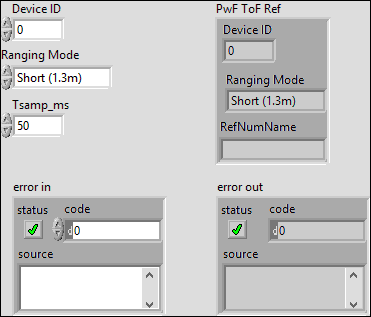 Device ID
0
Ranging Mode
Short (1.3m)
Tsamp_ms
50
PwF ToF Ref
Device ID
0
Ranging Mode
Short (1.3m)
RefNumName
error in
status code
d0
source
error out
status code
d0
source